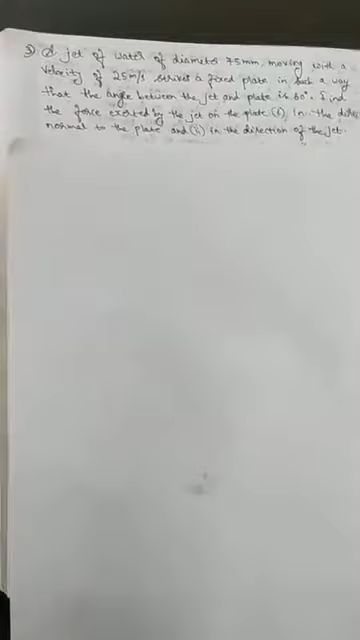 3) A jet of water of diameter 75mm, moving with a
velocity of 25m/s strikes a fixed plate in such a way
that the angle between the jet and plate is 60°. Find
the force exerted by the jet on the plate (i), In the direc
normal to the plate and (ii) in the direction of the jet.